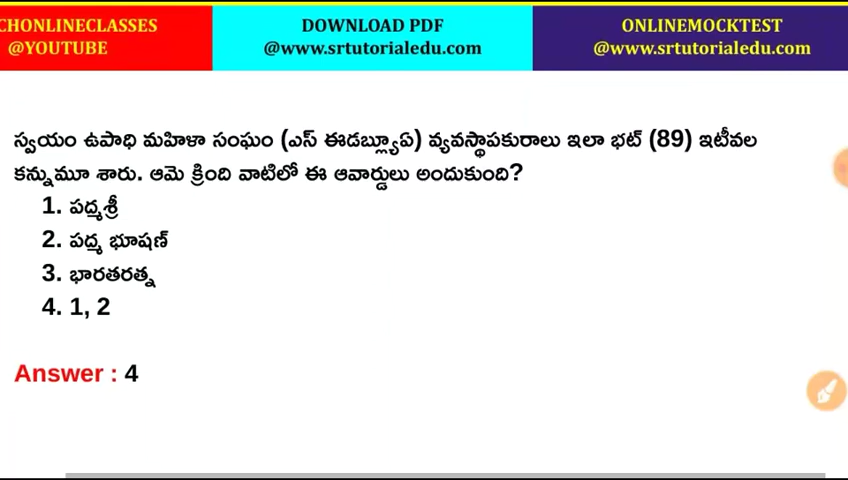 CHONLINECLASSES
@YOUTUBE
DOWNLOAD PDF
@www.srtutorialedu.com
ONLINEMOCKTEST
@www.srtutorialedu.com
స్వయం ఉపాధి మహిళా సంఘం (ఎస్ ఈడబ్ల్యూఏ) వ్యవస్థాపకురాలు ఇలా భట్ (89) ఇటీవల
కన్నుమూ శారు. ఆమె క్రింది వాటిలో ఈ ఆవార్డులు అందుకుంది?
1. పద్మశ్రీ
2. పద్మ భూషణ్
3. భారతరత్న
4. 1, 2
Answer : 4